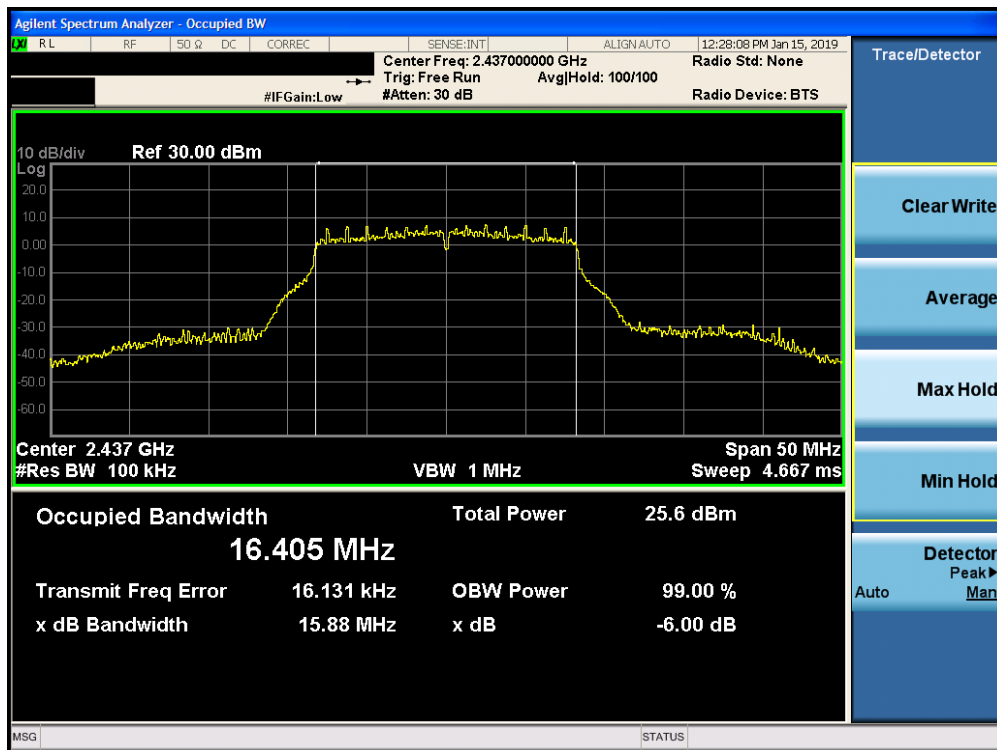 Agilent Spectrum Analyzer - Occupied BW
LXI RL RF 50 Ω DC CORREC SENSE:INT ALIGN AUTO 12:28:08 PM Jan 15, 2019
Center Freq: 2.437000000 GHz Radio Std: None
Trig: Free Run Avg|Hold: 100/100
#IFGain:Low #Atten: 30 dB Radio Device: BTS
Trace/Detector
10 dB/div Ref 30.00 dBm
Log
20.0
10.0
0.00
-10.0
-20.0
-30.0
-40.0
-50.0
-60.0
Center 2.437 GHz Span 50 MHz
#Res BW 100 kHz VBW 1 MHz Sweep 4.667 ms
Occupied Bandwidth Total Power 25.6 dBm
16.405 MHz
Transmit Freq Error 16.131 kHz OBW Power 99.00 %
x dB Bandwidth 15.88 MHz x dB -6.00 dB
Clear Write
Average
Max Hold
Min Hold
Detector
Peak▶
Auto Man
MSG STATUS